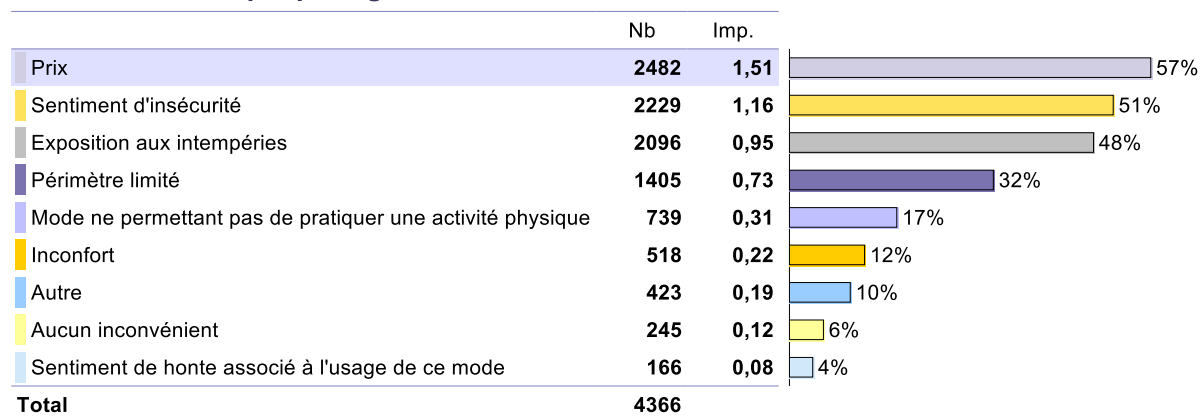 Nb Imp.
Prix 2482 1,51 57%
Sentiment d'insécurité 2229 1,16 51%
Exposition aux intempéries 2096 0,95 48%
Périmètre limité 1405 0,73 32%
Mode ne permettant pas de pratiquer une activité physique 739 0,31 17%
Inconfort 518 0,22 12%
Autre 423 0,19 10%
Aucun inconvénient 245 0,12 6%
Sentiment de honte associé à l'usage de ce mode 166 0,08 4%
Total 4366